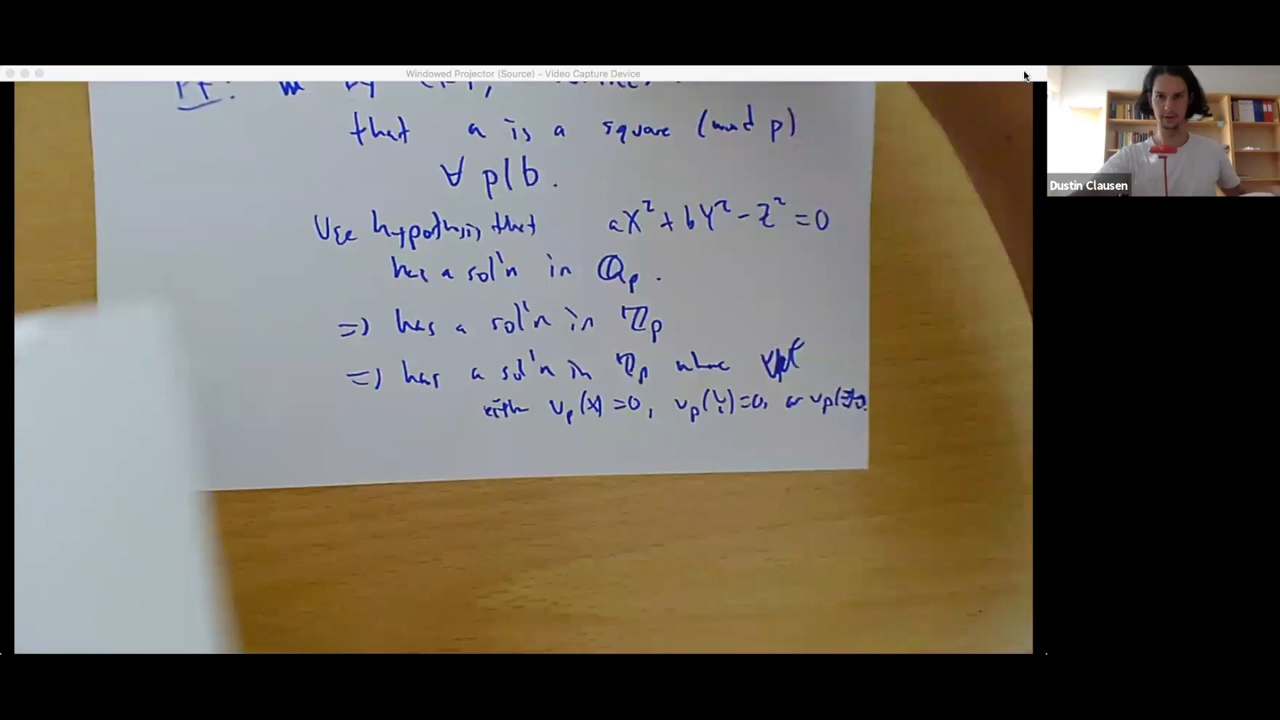 Windowed Projector (Source) - Video Capture Device
Pf:
that a is a square (mod p)
∀ p|b.
Use hypothesis that aX²+bY²-Z²=0
has a sol'n in ℚp.
=) has a sol'n in ℤp
=) has a sol'n in ℤp where
either vp(X)=0, vp(Y)=0, or vp(Z)=0.
Dustin Clausen